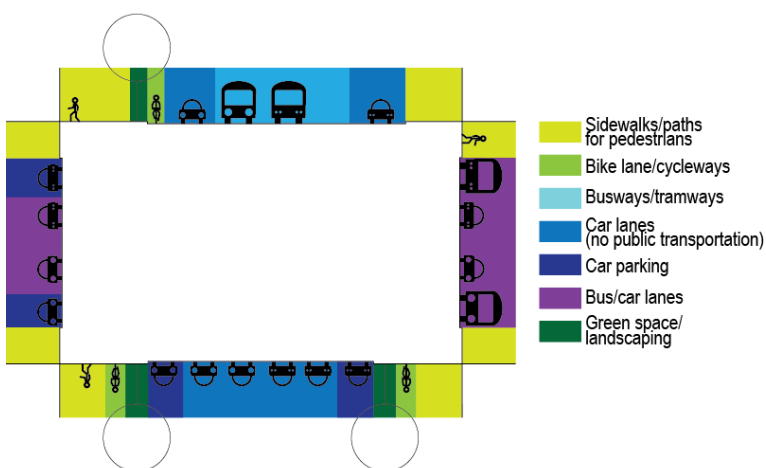 Sidewalks/paths
for pedestrians
Bike lane/cycleways
Busways/tramways
Car lanes
(no public transportation)
Car parking
Bus/car lanes
Green space/
landscaping